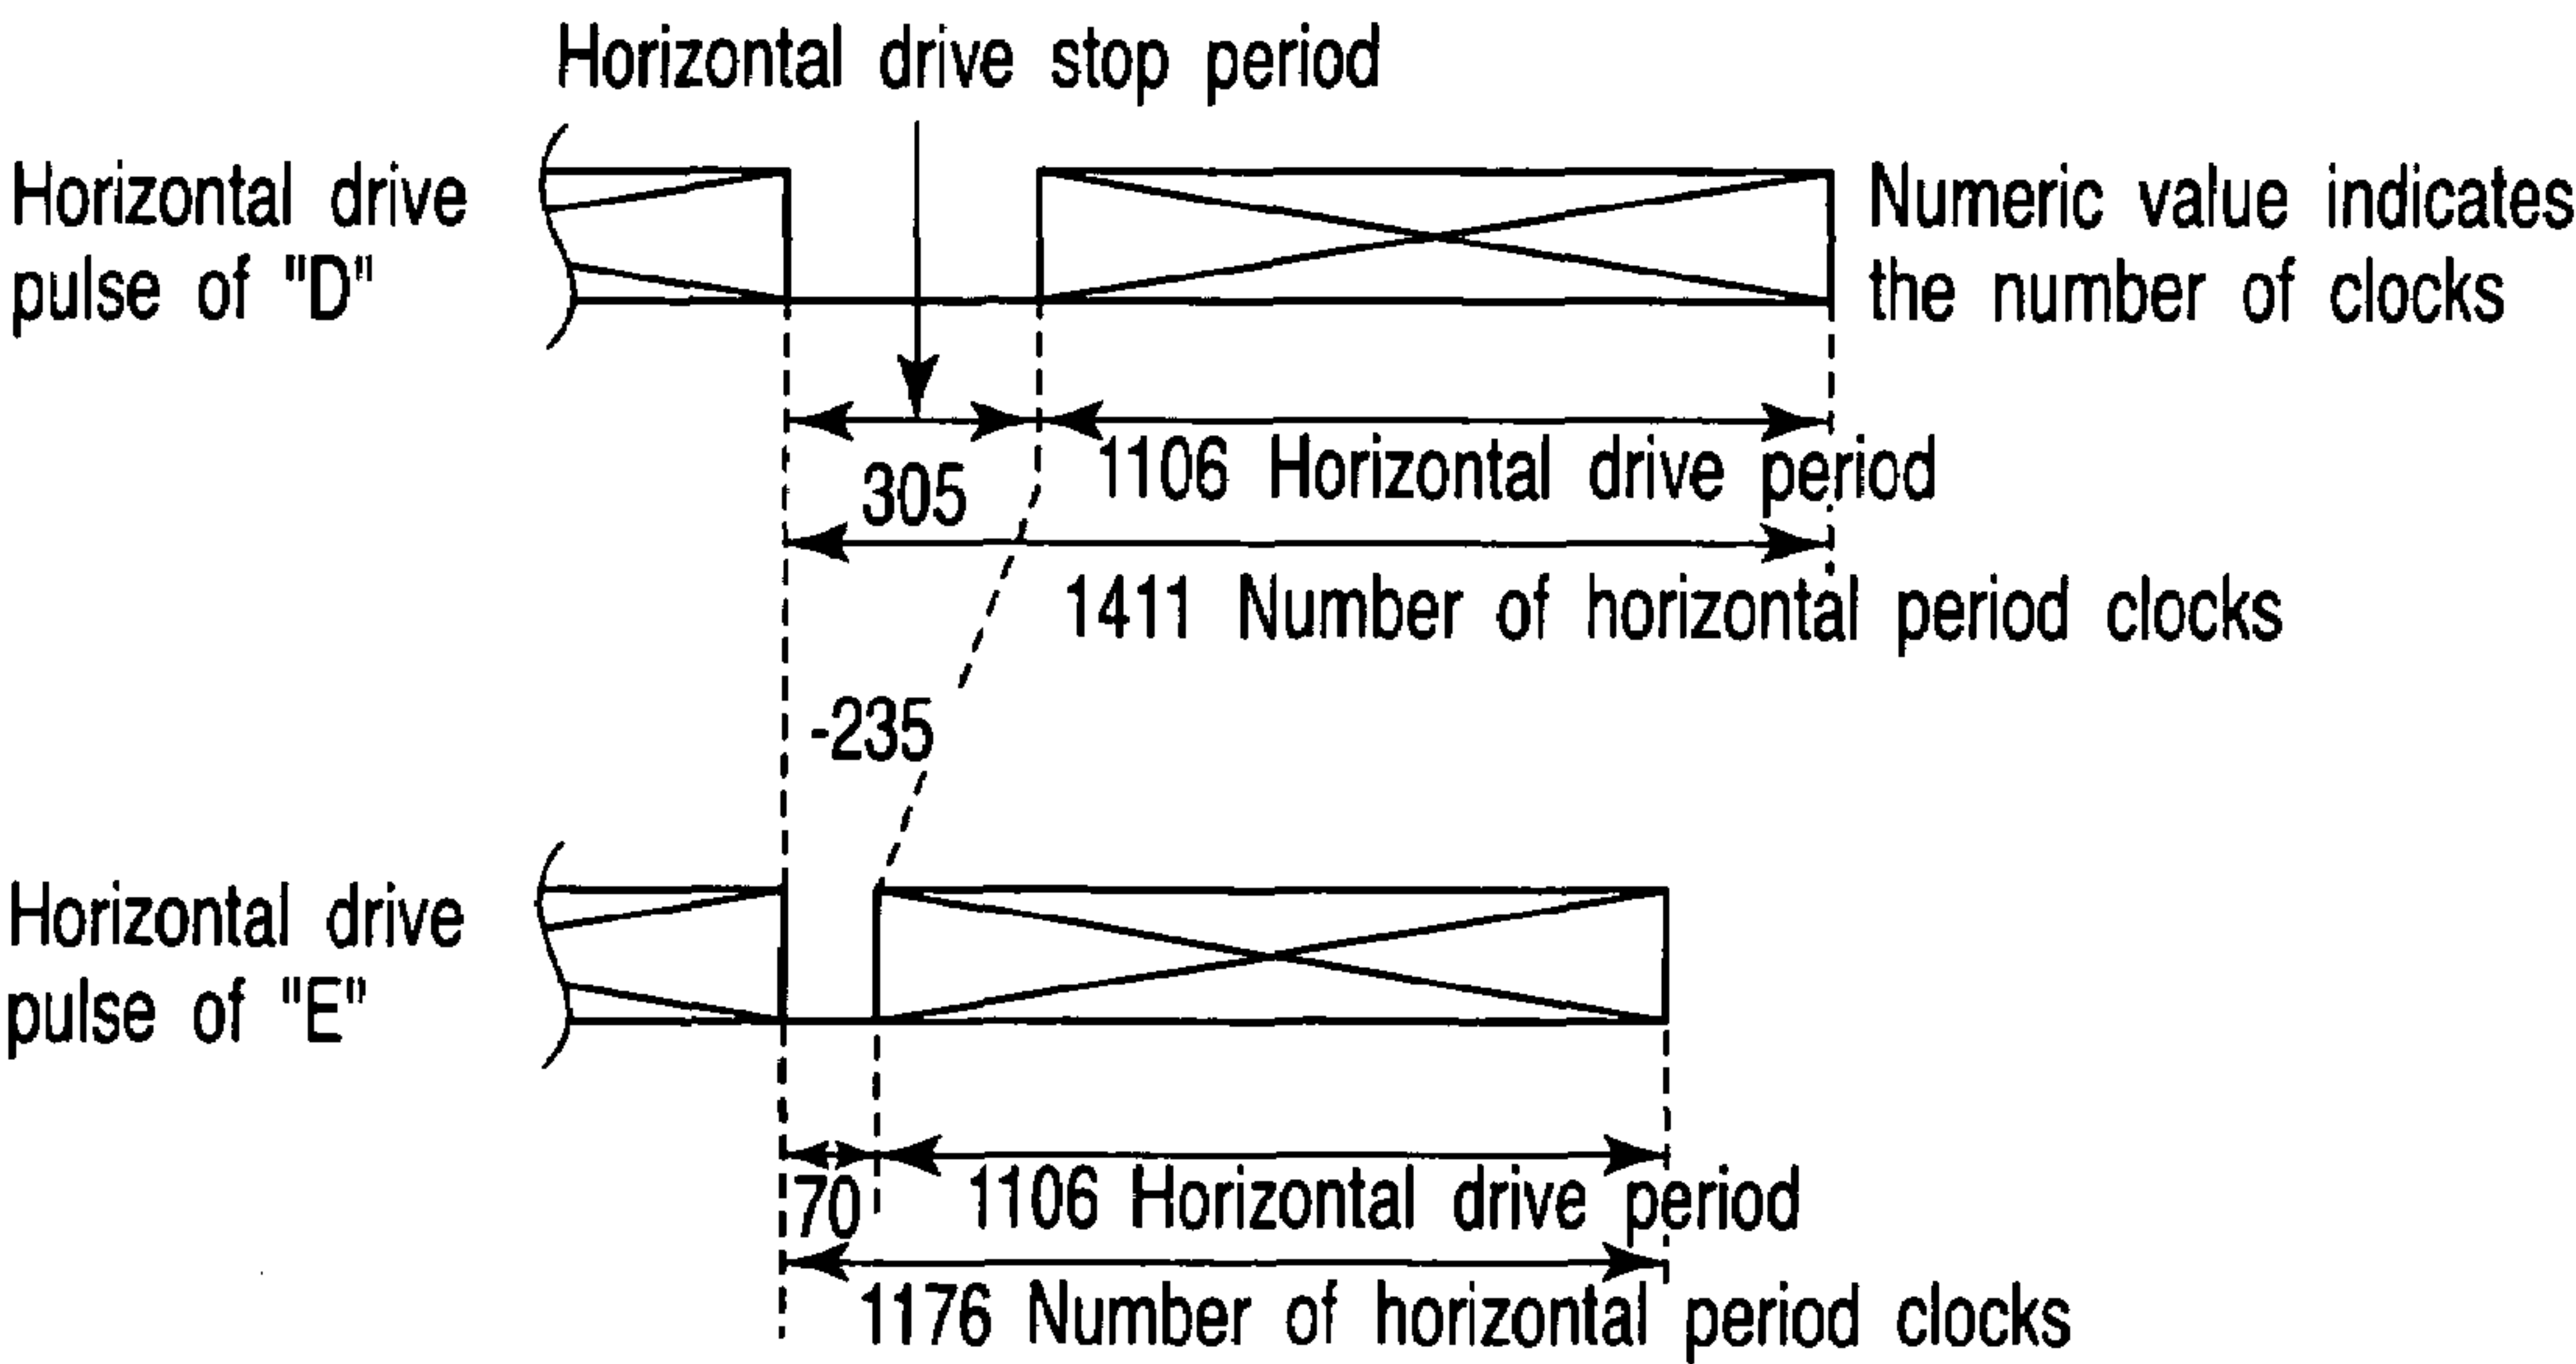 Horizontal drive stop period
Horizontal drive
pulse of "D"
Numeric value indicates
the number of clocks
305
1106 Horizontal drive period
1411 Number of horizontal period clocks
-235
Horizontal drive
pulse of "E"
70
1106 Horizontal drive period
1176 Number of horizontal period clocks